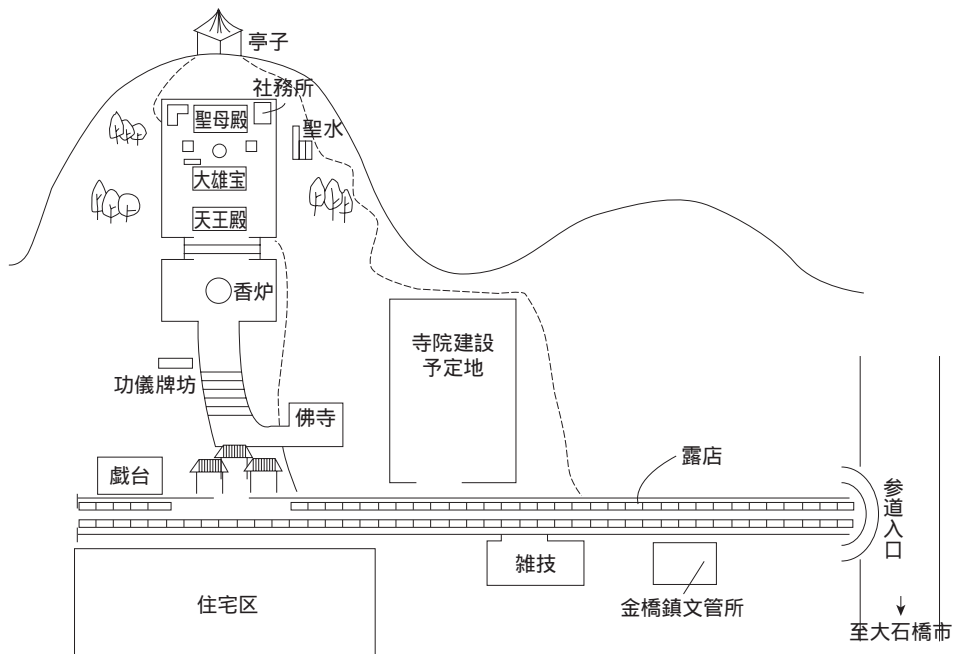 亭子
社務所
聖母殿
聖水
大雄宝
天王殿
香炉
寺院建設
予定地
功儀牌坊
佛寺
戯台
露店
参道入口
雑技
住宅区
金橋鎮文管所
至大石橋市